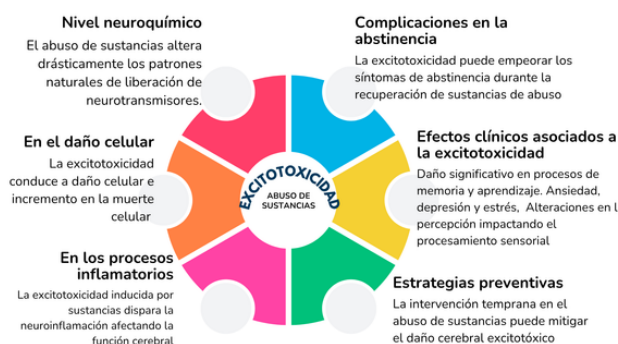 Nivel neuroquímico
El abuso de sustancias altera
drásticamente los patrones
naturales de liberación de
neurotransmisores.
En el daño celular
La excitotoxicidad
conduce a daño celular e
incremento en la muerte
celular
En los procesos
inflamatorios
La excitotoxicidad inducida por
sustancias dispara la
neuroinflamación afectando la
función cerebral
EXCITOTOXICIDAD
ABUSO DE
SUSTANCIAS
Complicaciones en la
abstinencia
La excitotoxicidad puede empeorar los
síntomas de abstinencia durante la
recuperación de sustancias de abuso
Efectos clínicos asociados a
la excitotoxicidad
Daño significativo en procesos de
memoria y aprendizaje. Ansiedad,
depresión y estrés, Alteraciones en l
percepción impactando el
procesamiento sensorial
Estrategias preventivas
La intervención temprana en el
abuso de sustancias puede mitigar
el daño cerebral excitotóxico